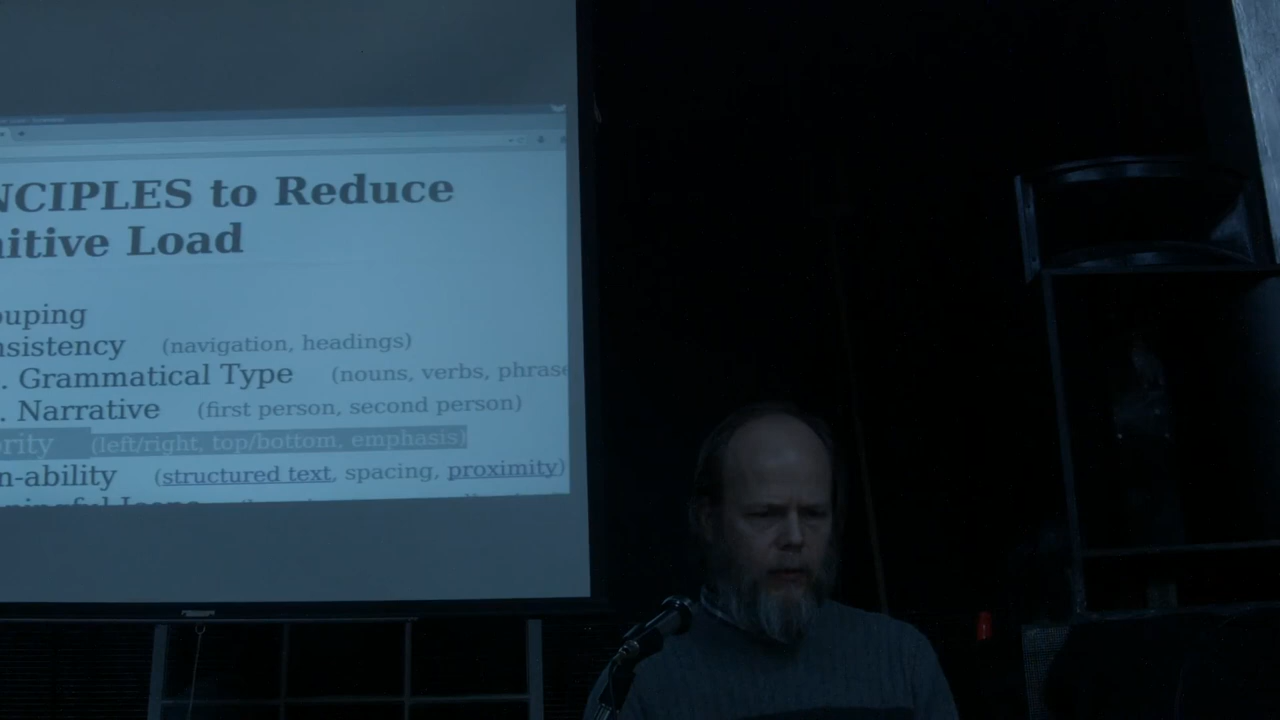 NCIPLES to Reduce
nitive Load
ouping
nsistency (navigation, headings)
. Grammatical Type (nouns, verbs, phrase
. Narrative (first person, second person)
ority (left/right, top/bottom, emphasis)
n-ability (structured text, spacing, proximity)